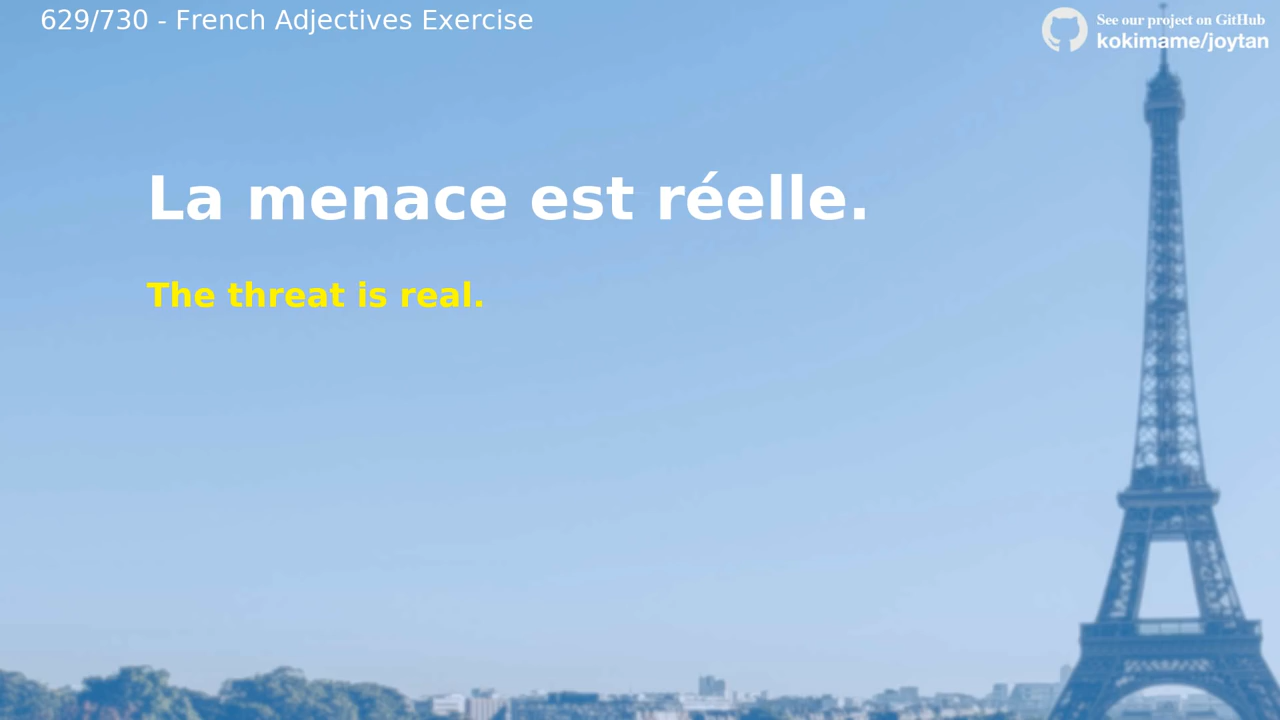 629/730 - French Adjectives Exercise
See our project on GitHub
kokimame/joytan
La menace est réelle.
The threat is real.